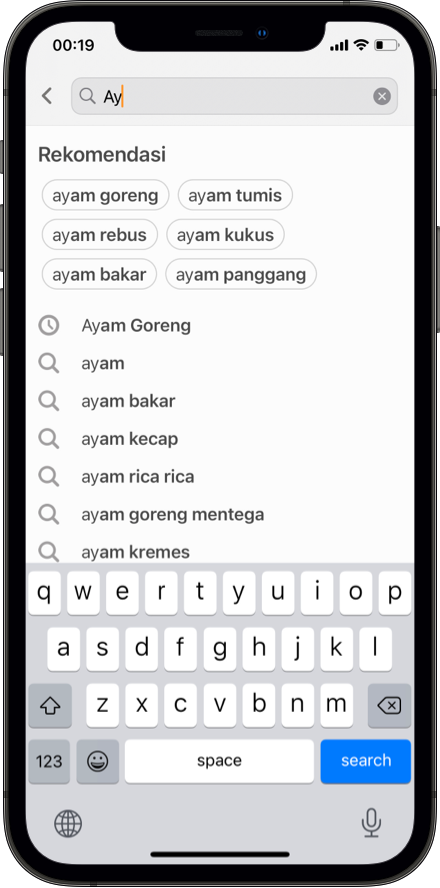 00:19
Ay
Rekomendasi
ayam goreng ayam tumis
ayam rebus ayam kukus
ayam bakar ayam panggang
Ayam Goreng
ayam
ayam bakar
ayam kecap
ayam rica rica
ayam goreng mentega
ayam kremes
q w e r t y u i o p
a s d f g h j k l
z x c v b n m
123 space search